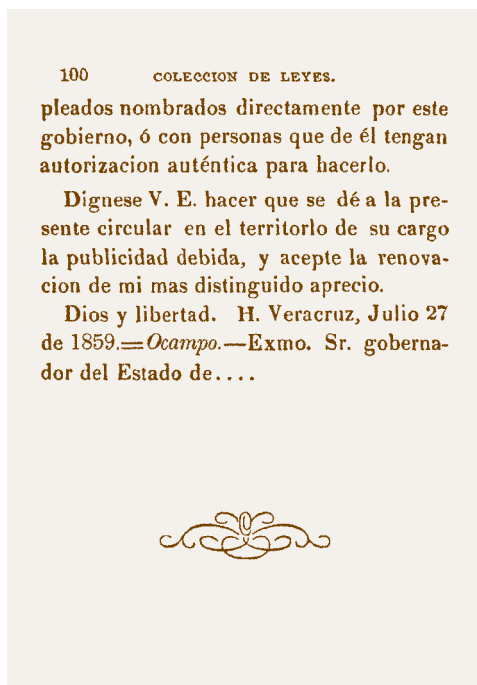 100 COLECCION DE LEYES.
pleados nombrados directamente por este
gobierno, ó con personas que de él tengan
autorizacion auténtica para hacerlo.
Dignese V. E. hacer que se dé a la pre-
sente circular en el territorlo de su cargo
la publicidad debida, y acepte la renova-
cion de mi mas distinguido aprecio.
Dios y libertad. H. Veracruz, Julio 27
de 1859.=Ocampo.—Exmo. Sr. goberna-
dor del Estado de....